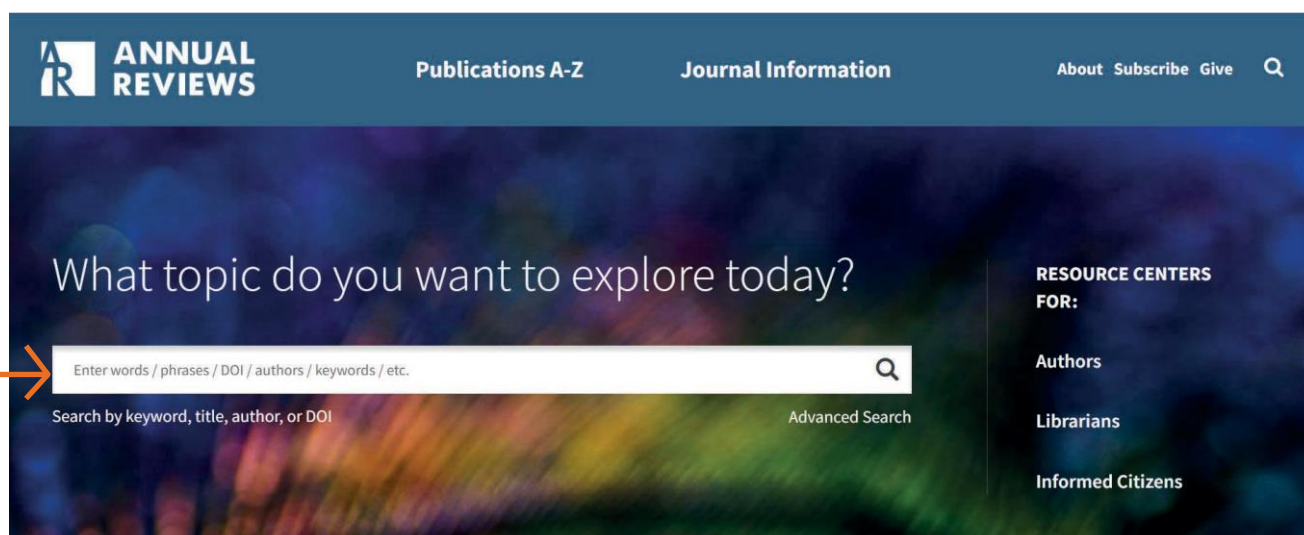 AR
ANNUAL
REVIEWS
Publications A-Z
Journal Information
About Subscribe Give
What topic do you want to explore today?
Enter words / phrases / DOI / authors / keywords / etc.
Search by keyword, title, author, or DOI
Advanced Search
RESOURCE CENTERS
FOR:
Authors
Librarians
Informed Citizens